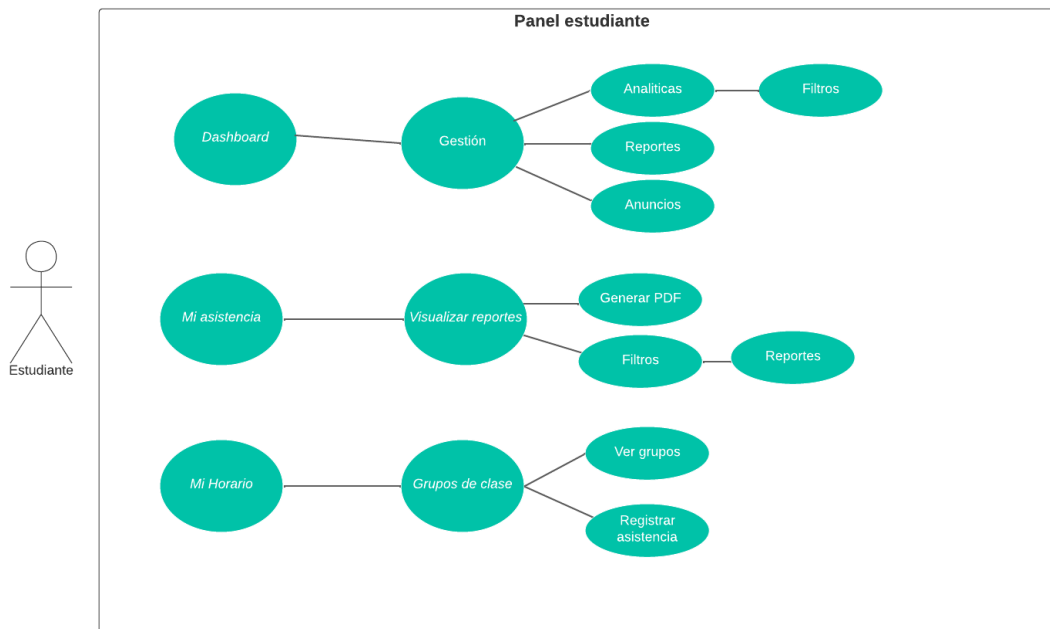 Panel estudiante
Analiticas
Filtros
Dashboard
Gestión
Reportes
Anuncios
Estudiante
Mi asistencia
Visualizar reportes
Generar PDF
Filtros
Reportes
Mi Horario
Grupos de clase
Ver grupos
Registrar
asistencia